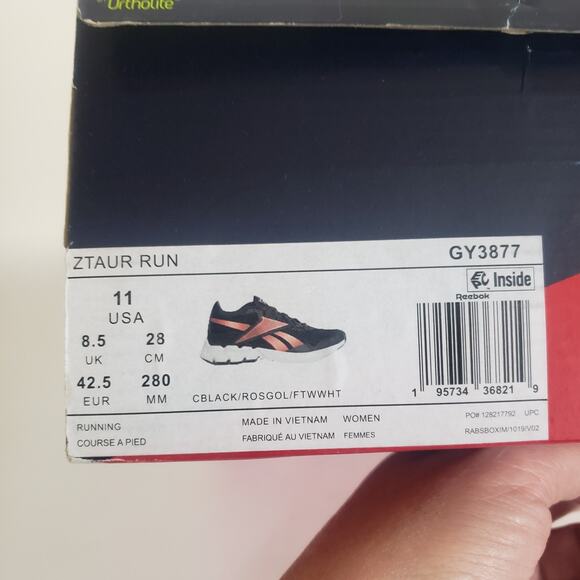 Ortholite
ZTAUR RUN
GY3877
11
USA
8.5 28
UK CM
42.5 280
EUR MM
Inside
Reebok
CBLACK/ROSGOL/FTWWHT
1 95734 36821 9
RUNNING
COURSE A PIED
MADE IN VIETNAM WOMEN
FABRIQUÉ AU VIETNAM FEMMES
PO# 128217792 UPC
RABSBOXIM/1019/V02